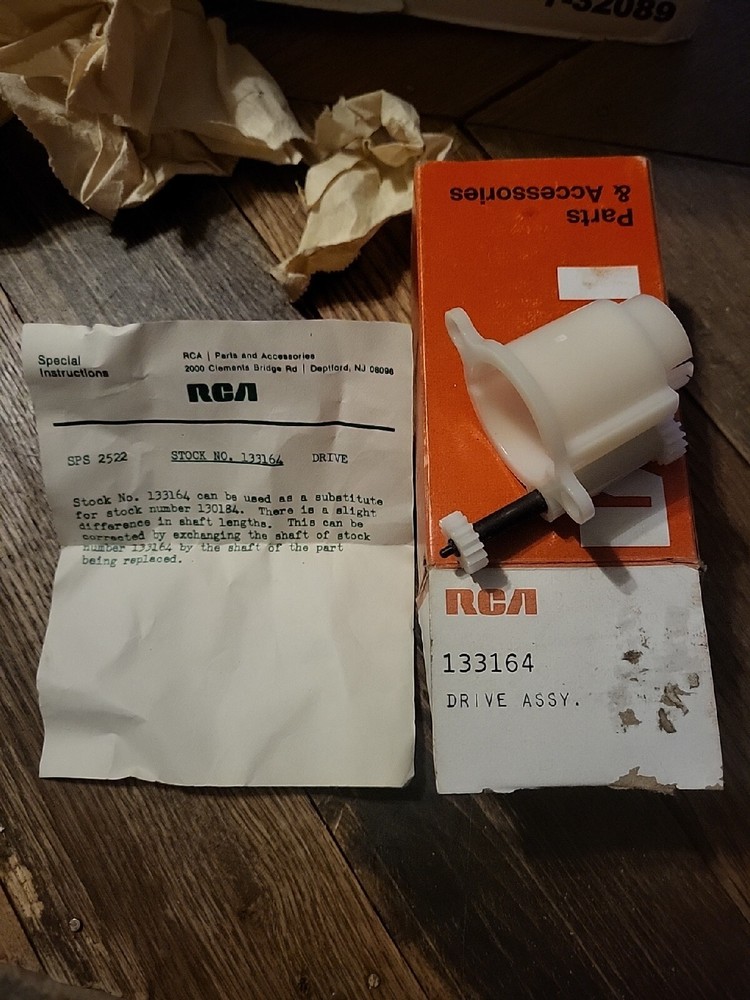 -32089
Parts
& Accessories
Special
Instructions
RCA | Parts and Accessories
2000 Clements Bridge Rd | Deptford, NJ 08096
RCA
SPS 2522 STOCK NO. 133164 DRIVE
Stock No. 133164 can be used as a substitute
for stock number 130184. There is a slight
difference in shaft lengths. This can be
corrected by exchanging the shaft of stock
number 133164 by the shaft of the part
being replaced.
RCA
133164
DRIVE ASSY.